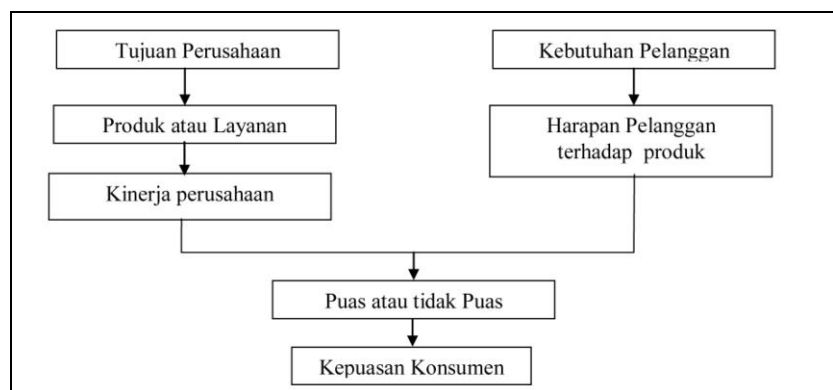 Tujuan Perusahaan
Kebutuhan Pelanggan
Produk atau Layanan
Harapan Pelanggan
terhadap produk
Kinerja perusahaan
Puas atau tidak Puas
Kepuasan Konsumen